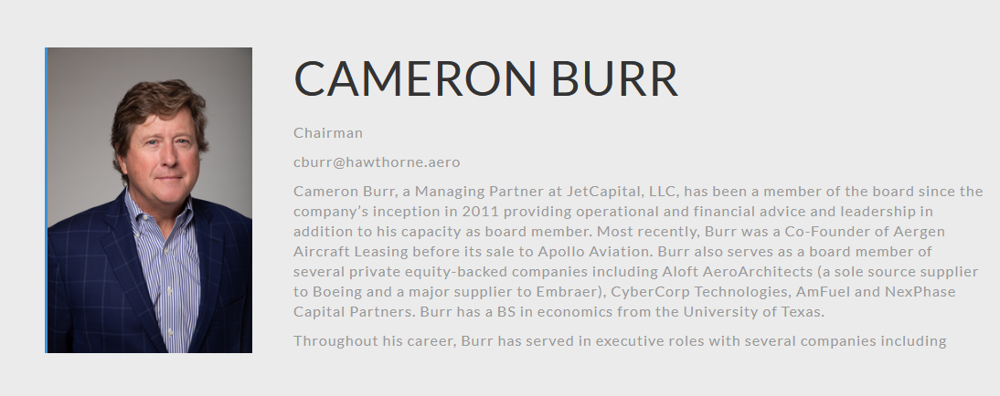 CAMERON BURR
Chairman
cburr@hawthorne.aero
Cameron Burr, a Managing Partner at JetCapital, LLC, has been a member of the board since the
company's inception in 2011 providing operational and financial advice and leadership in
addition to his capacity as board member. Most recently, Burr was a Co-Founder of Aergen
Aircraft Leasing before its sale to Apollo Aviation. Burr also serves as a board member of
several private equity-backed companies including Aloft AeroArchitects (a sole source supplier
to Boeing and a major supplier to Embraer), CyberCorp Technologies, AmFuel and NexPhase
Capital Partners. Burr has a BS in economics from the University of Texas.
Throughout his career, Burr has served in executive roles with several companies including